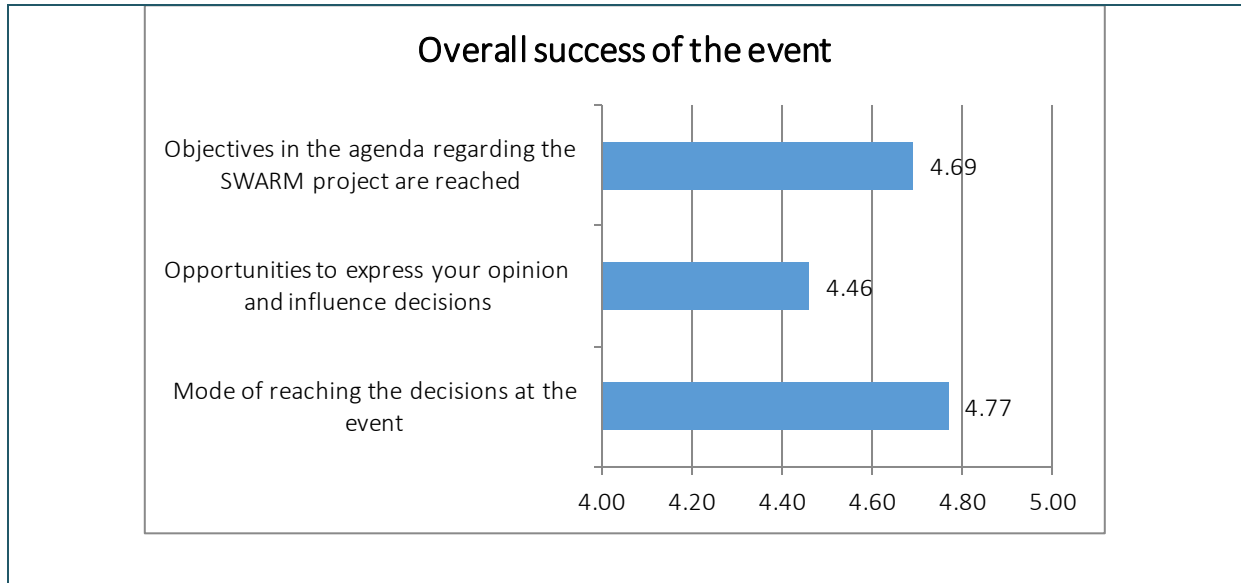 Overall success of the event
Objectives in the agenda regarding the
SWARM project are reached
4.69
Opportunities to express your opinion
and influence decisions
4.46
Mode of reaching the decisions at the
event
4.77
4.00 4.20 4.40 4.60 4.80 5.00